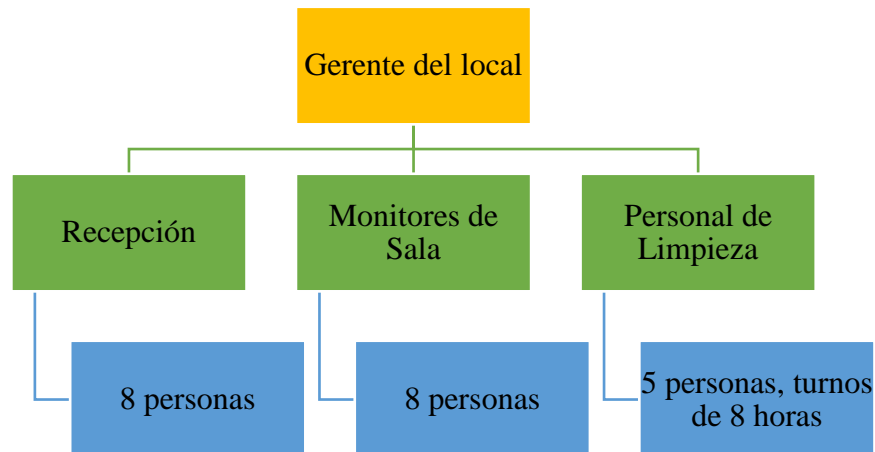 Gerente del local
Recepción
Monitores de
Sala
Personal de
Limpieza
8 personas
8 personas
5 personas, turnos
de 8 horas